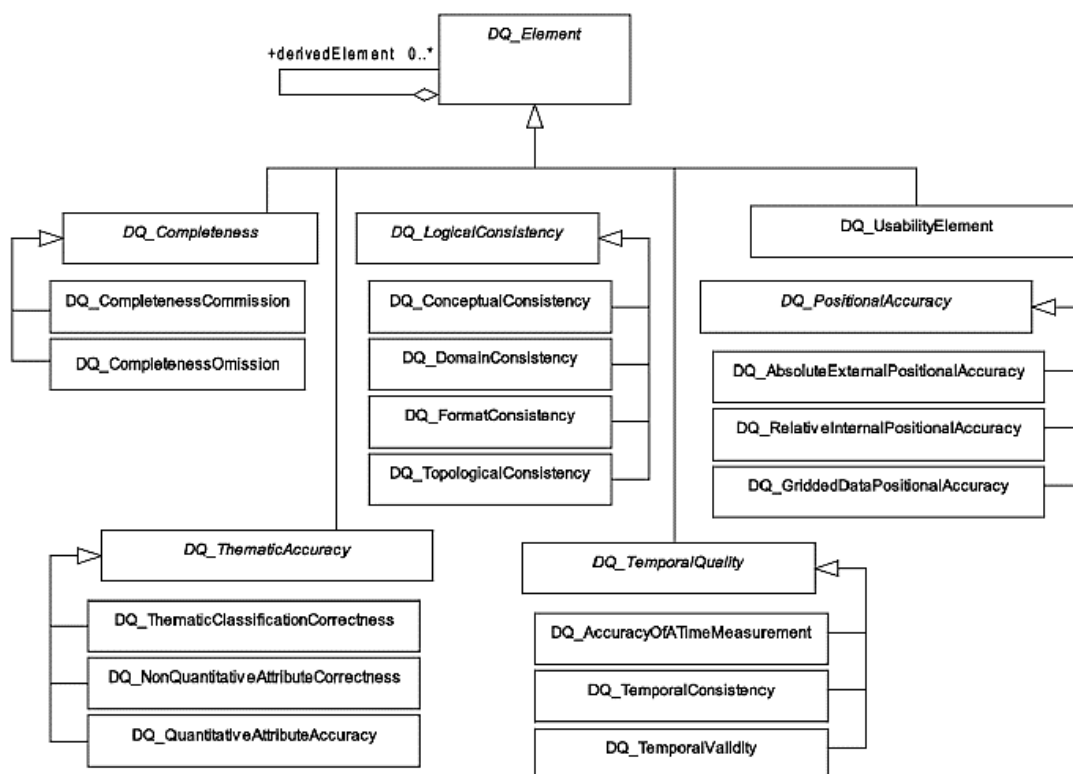 DQ_Element
+derivedElement 0..*
DQ_Completeness
DQ_CompletenessCommission
DQ_CompletenessOmission
DQ_LogicalConsistency
DQ_ConceptualConsistency
DQ_DomainConsistency
DQ_FormatConsistency
DQ_TopologicalConsistency
DQ_UsabilityElement
DQ_PositionalAccuracy
DQ_AbsoluteExternalPositionalAccuracy
DQ_RelativeInternalPositionalAccuracy
DQ_GriddedDataPositionalAccuracy
DQ_ThematicAccuracy
DQ_ThematicClassificationCorrectness
DQ_NonQuantitativeAttributeCorrectness
DQ_QuantitativeAttributeAccuracy
DQ_TemporalQuality
DQ_AccuracyOfATimeMeasurement
DQ_TemporalConsistency
DQ_TemporalValidity